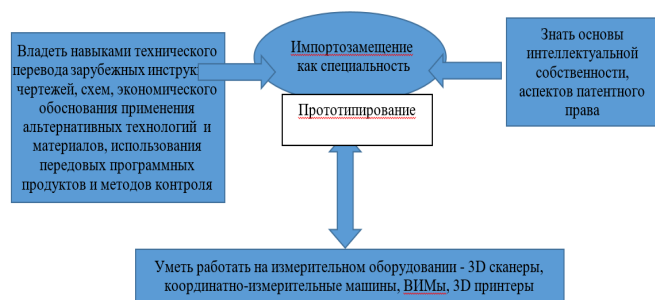 Владеть навыками технического
перевода зарубежных инструк
чертежей, схем, экономического
обоснования применения
альтернативных технологий и
материалов, использования
передовых программных
продуктов и методов контроля
Импортозамещение
как специальность
Прототипирование
Знать основы
интеллектуальной
собственности,
аспектов патентного
права
Уметь работать на измерительном оборудовании - 3D сканеры,
координатно-измерительные машины, ВИМы, 3D принтеры